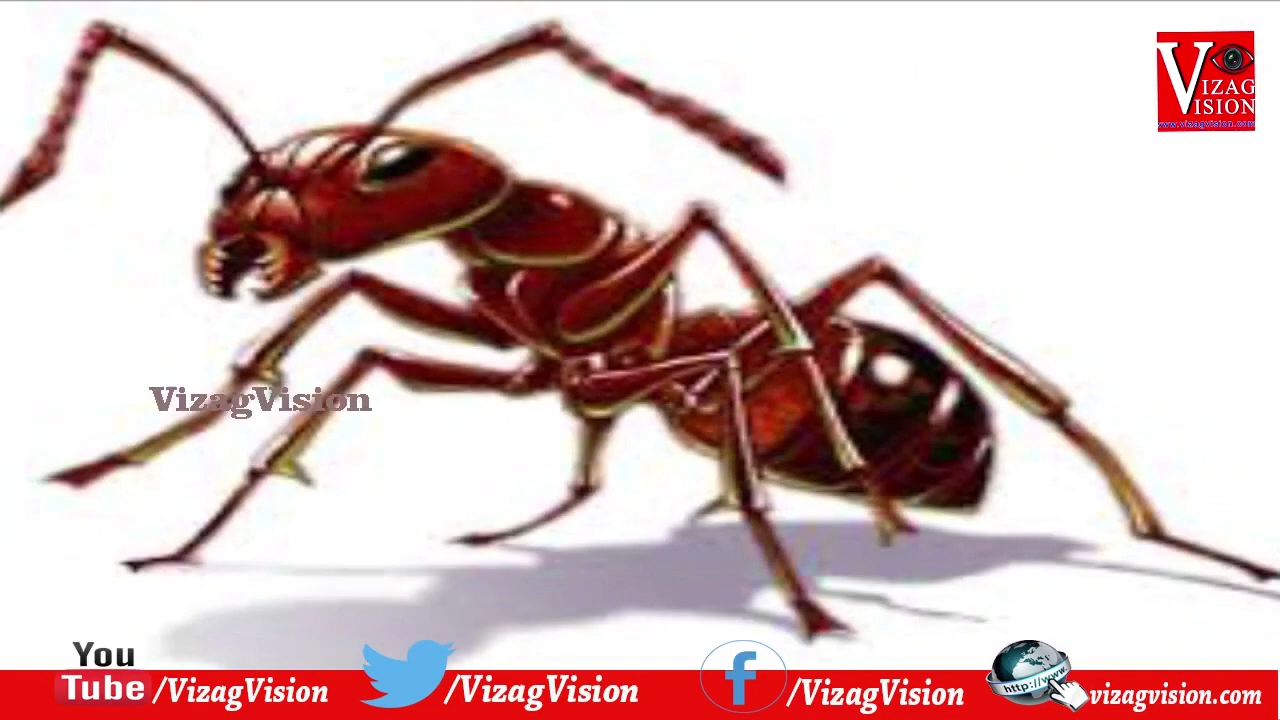 VIZAG
VISION
www.vizagvision.com
VizagVision
You
Tube /VizagVision
/VizagVision
f /VizagVision
http://www.
vizagvision.com